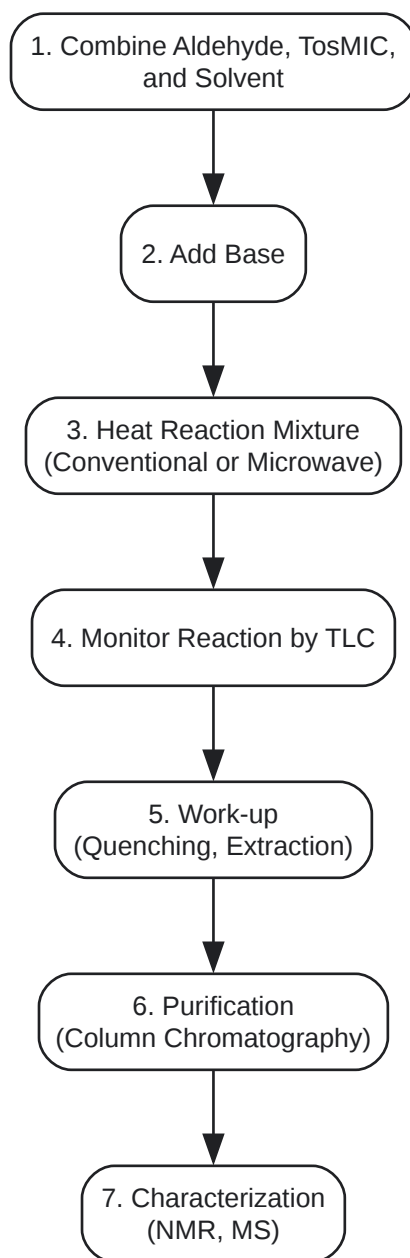 1. Combine Aldehyde, TosMIC,
and Solvent
2. Add Base
3. Heat Reaction Mixture
(Conventional or Microwave)
4. Monitor Reaction by TLC
5. Work-up
(Quenching, Extraction)
6. Purification
(Column Chromatography)
7. Characterization
(NMR, MS)